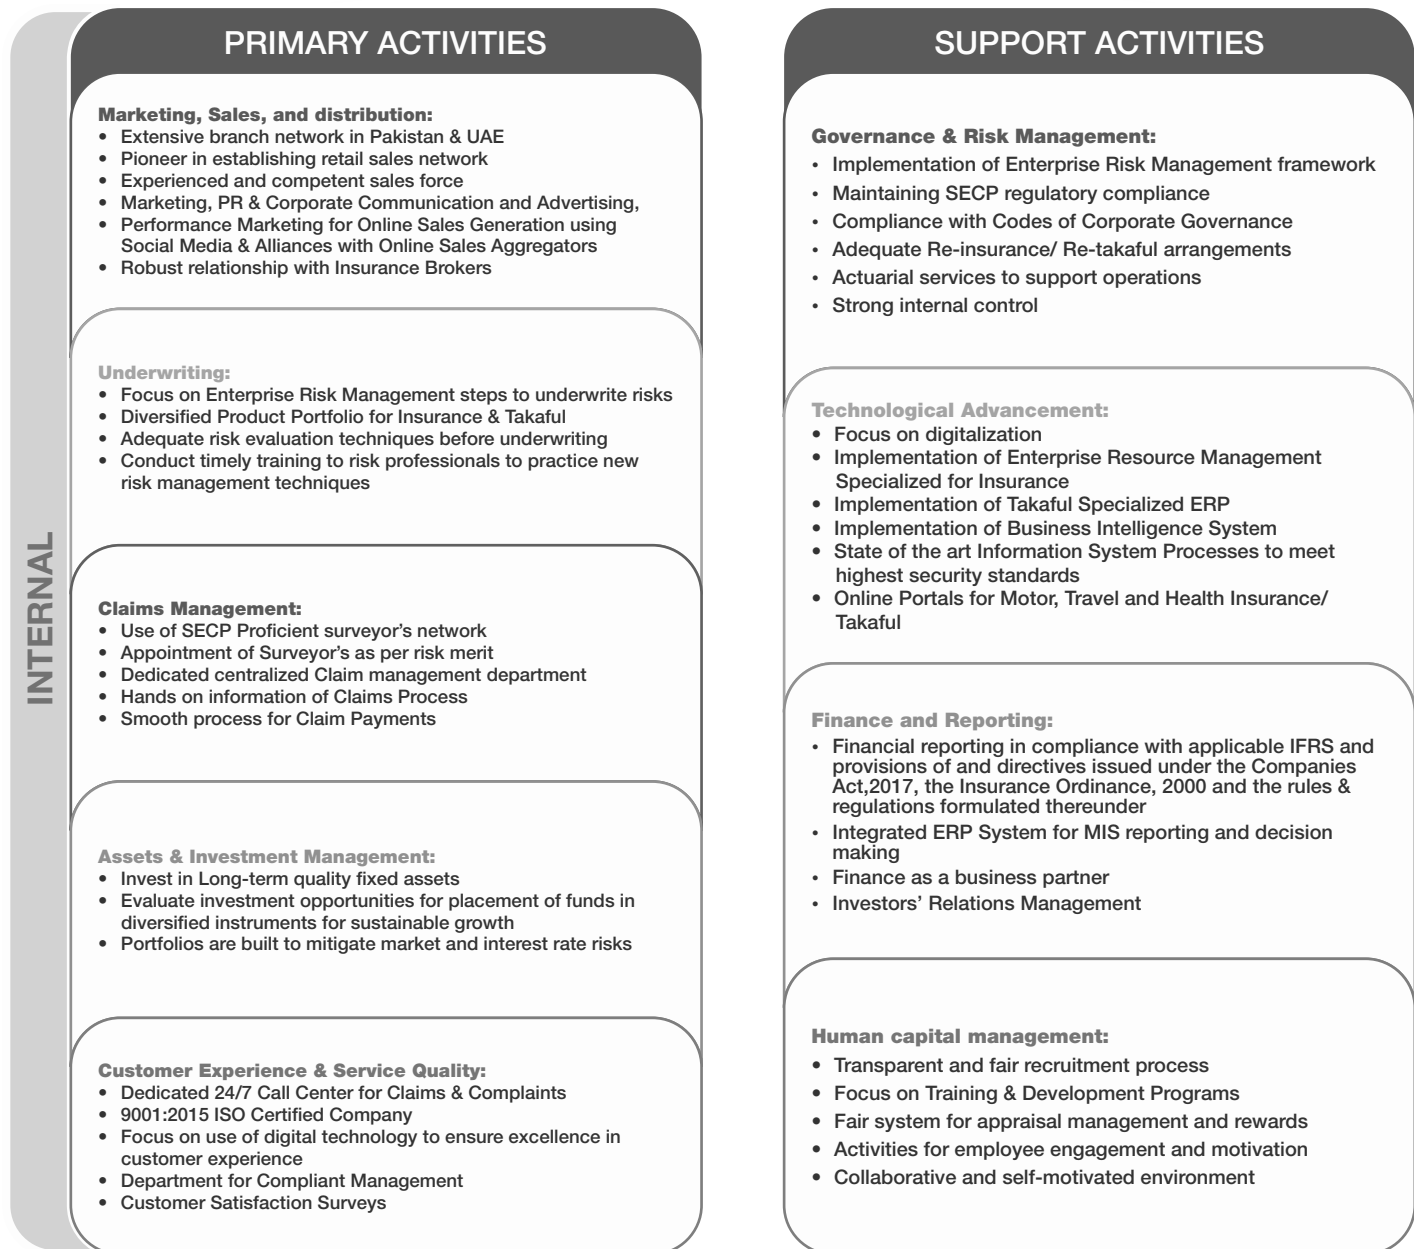 INTERNAL
PRIMARY ACTIVITIES
Marketing, Sales, and distribution:
• Extensive branch network in Pakistan & UAE
• Pioneer in establishing retail sales network
• Experienced and competent sales force
• Marketing, PR & Corporate Communication and Advertising,
• Performance Marketing for Online Sales Generation using
Social Media & Alliances with Online Sales Aggregators
• Robust relationship with Insurance Brokers
Underwriting:
• Focus on Enterprise Risk Management steps to underwrite risks
• Diversified Product Portfolio for Insurance & Takaful
• Adequate risk evaluation techniques before underwriting
• Conduct timely training to risk professionals to practice new
risk management techniques
Claims Management:
• Use of SECP Proficient surveyor's network
• Appointment of Surveyor's as per risk merit
• Dedicated centralized Claim management department
• Hands on information of Claims Process
• Smooth process for Claim Payments
Assets & Investment Management:
• Invest in Long-term quality fixed assets
• Evaluate investment opportunities for placement of funds in
diversified instruments for sustainable growth
• Portfolios are built to mitigate market and interest rate risks
Customer Experience & Service Quality:
• Dedicated 24/7 Call Center for Claims & Complaints
• 9001:2015 ISO Certified Company
• Focus on use of digital technology to ensure excellence in
customer experience
• Department for Compliant Management
• Customer Satisfaction Surveys
SUPPORT ACTIVITIES
Governance & Risk Management:
• Implementation of Enterprise Risk Management framework
• Maintaining SECP regulatory compliance
• Compliance with Codes of Corporate Governance
• Adequate Re-insurance/ Re-takaful arrangements
• Actuarial services to support operations
• Strong internal control
Technological Advancement:
• Focus on digitalization
• Implementation of Enterprise Resource Management
Specialized for Insurance
• Implementation of Takaful Specialized ERP
• Implementation of Business Intelligence System
• State of the art Information System Processes to meet
highest security standards
• Online Portals for Motor, Travel and Health Insurance/
Takaful
Finance and Reporting:
• Financial reporting in compliance with applicable IFRS and
provisions of and directives issued under the Companies
Act,2017, the Insurance Ordinance, 2000 and the rules &
regulations formulated thereunder
• Integrated ERP System for MIS reporting and decision
making
• Finance as a business partner
• Investors' Relations Management
Human capital management:
• Transparent and fair recruitment process
• Focus on Training & Development Programs
• Fair system for appraisal management and rewards
• Activities for employee engagement and motivation
• Collaborative and self-motivated environment